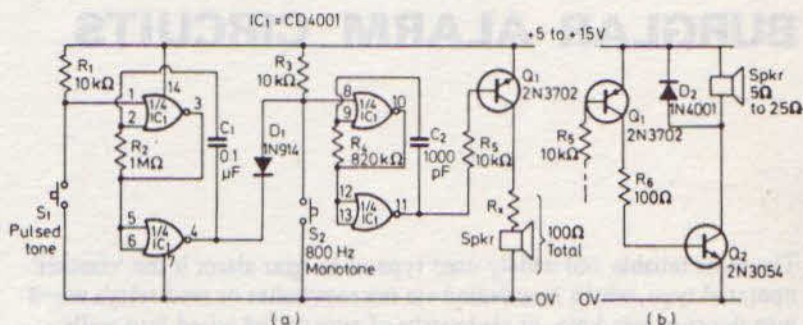 BURGLAR ALARM CIRCUITS
IC1 = CD4001
+5 to +15V
R1
10kΩ
14
1
2
1/4
IC1
3
R2
1MΩ
C1
0.1
μF
5
6
1/4
IC1
4
7
S1
Pulsed
tone
D1
1N914
R3
10kΩ
8
9
1/4
IC1
10
R4
820kΩ
C2
1000
pF
12
13
1/4
IC1
11
S2
800 Hz
Monotone
R5
10kΩ
Q1
2N3702
Rx
Spkr
100Ω
Total
0V
(a)
Q1
2N3702
R5
10kΩ
R6
100Ω
D2
1N4001
Spkr
5Ω
to 25Ω
Q2
2N3054
0V
(b)